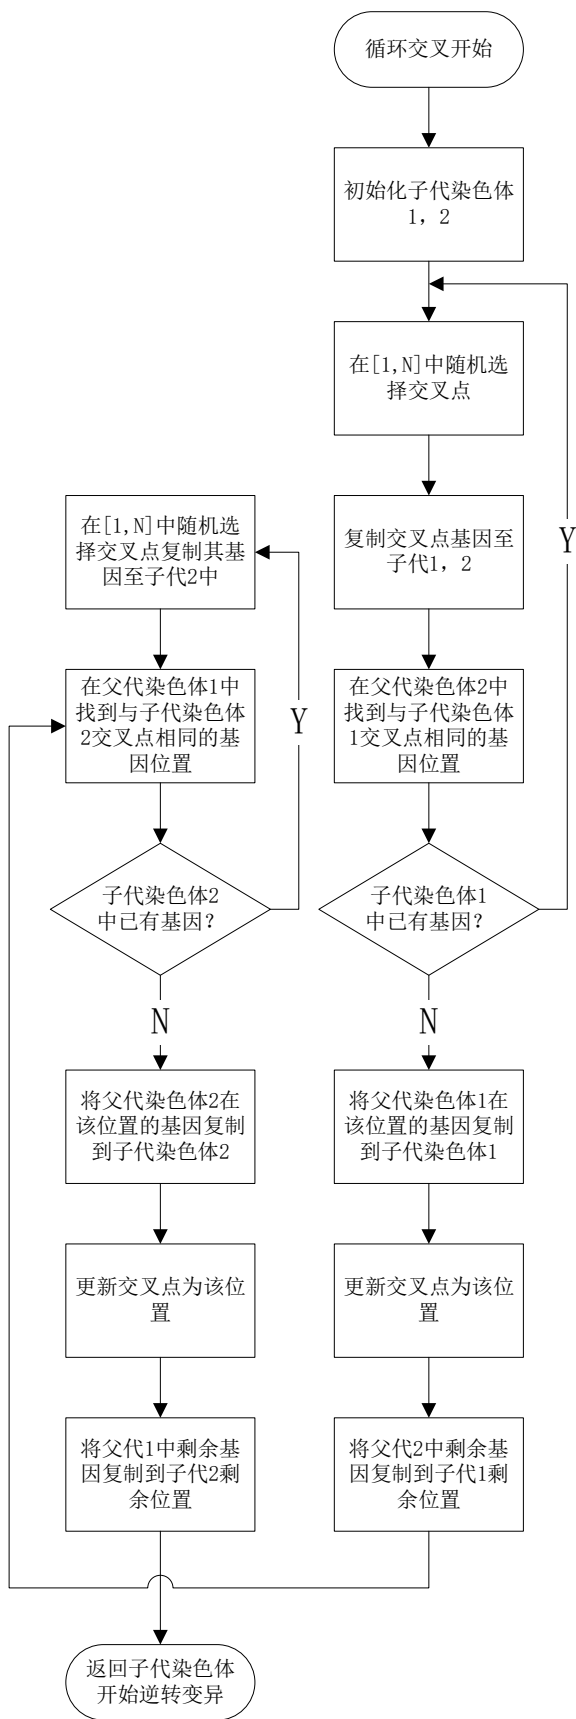 循环交叉开始
初始化子代染色体
1，2
在[1,N]中随机选
择交叉点
复制交叉点基因至
子代1，2
在父代染色体2中
找到与子代染色体
1交叉点相同的基
因位置
子代染色体1
中已有基因？
Y
N
将父代染色体1在
该位置的基因复制
到子代染色体1
更新交叉点为该位
置
将父代2中剩余基
因复制到子代1剩
余位置
在[1,N]中随机选
择交叉点复制其基
因至子代2中
在父代染色体1中
找到与子代染色体
2交叉点相同的基
因位置
子代染色体2
中已有基因？
Y
N
将父代染色体2在
该位置的基因复制
到子代染色体2
更新交叉点为该位
置
将父代1中剩余基
因复制到子代2剩
余位置
返回子代染色体
开始逆转变异